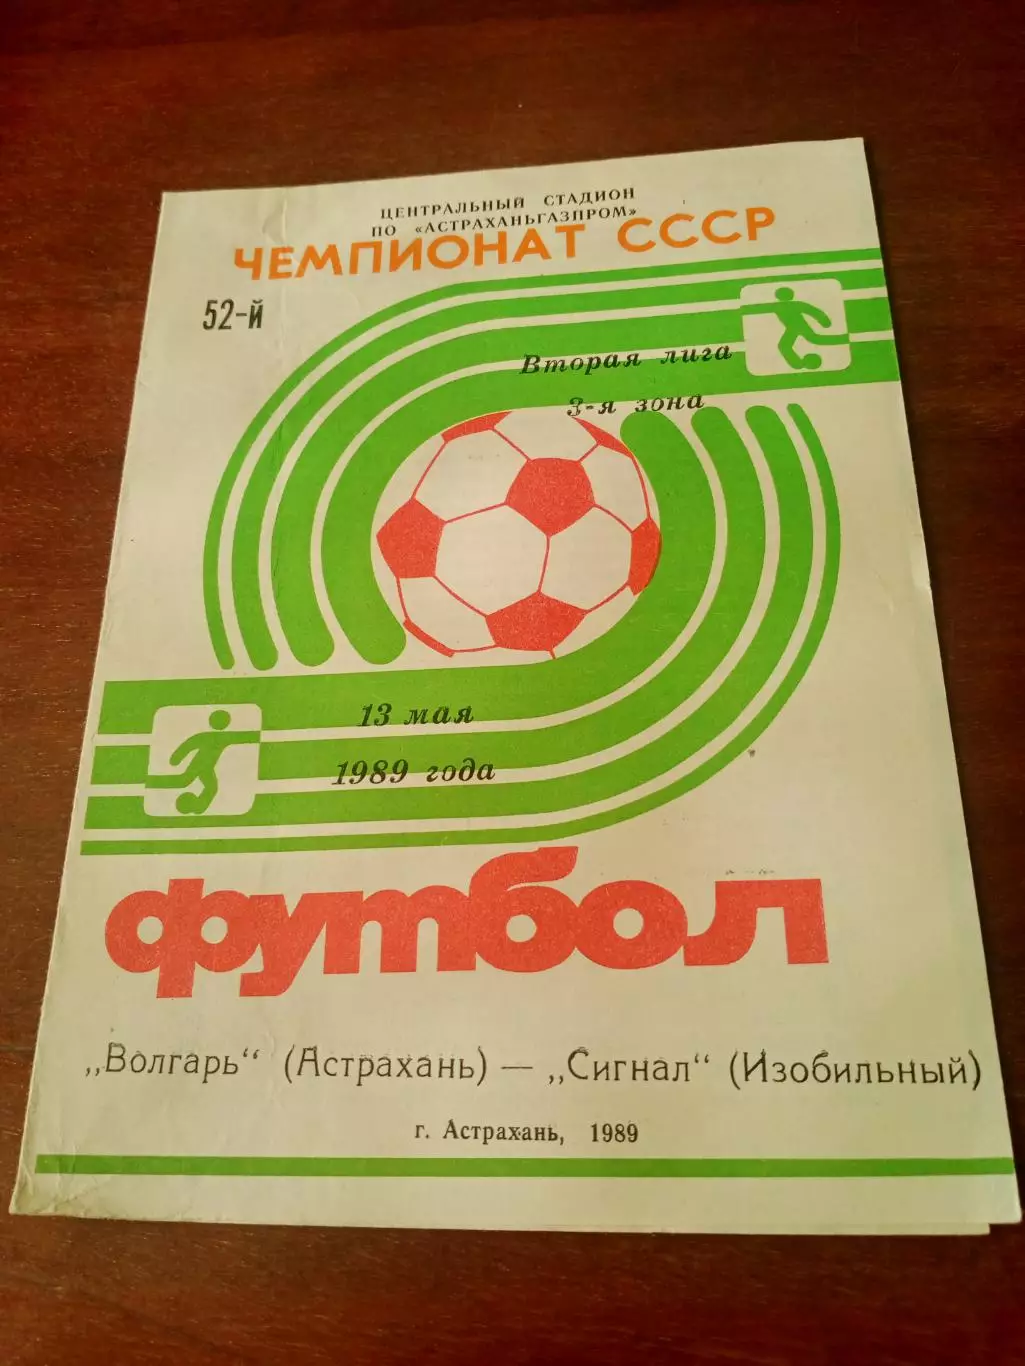 ЦЕНТРАЛЬНЫЙ СТАДИОН
ПО «АСТРАХАНЬГАЗПРОМ»
ЧЕМПИОНАТ СССР
52-й
Вторая лига
3-я зона
13 мая
1989 года
футбол
„Волгарь“ (Астрахань) — „Сигнал“ (Изобильный)
г. Астрахань, 1989